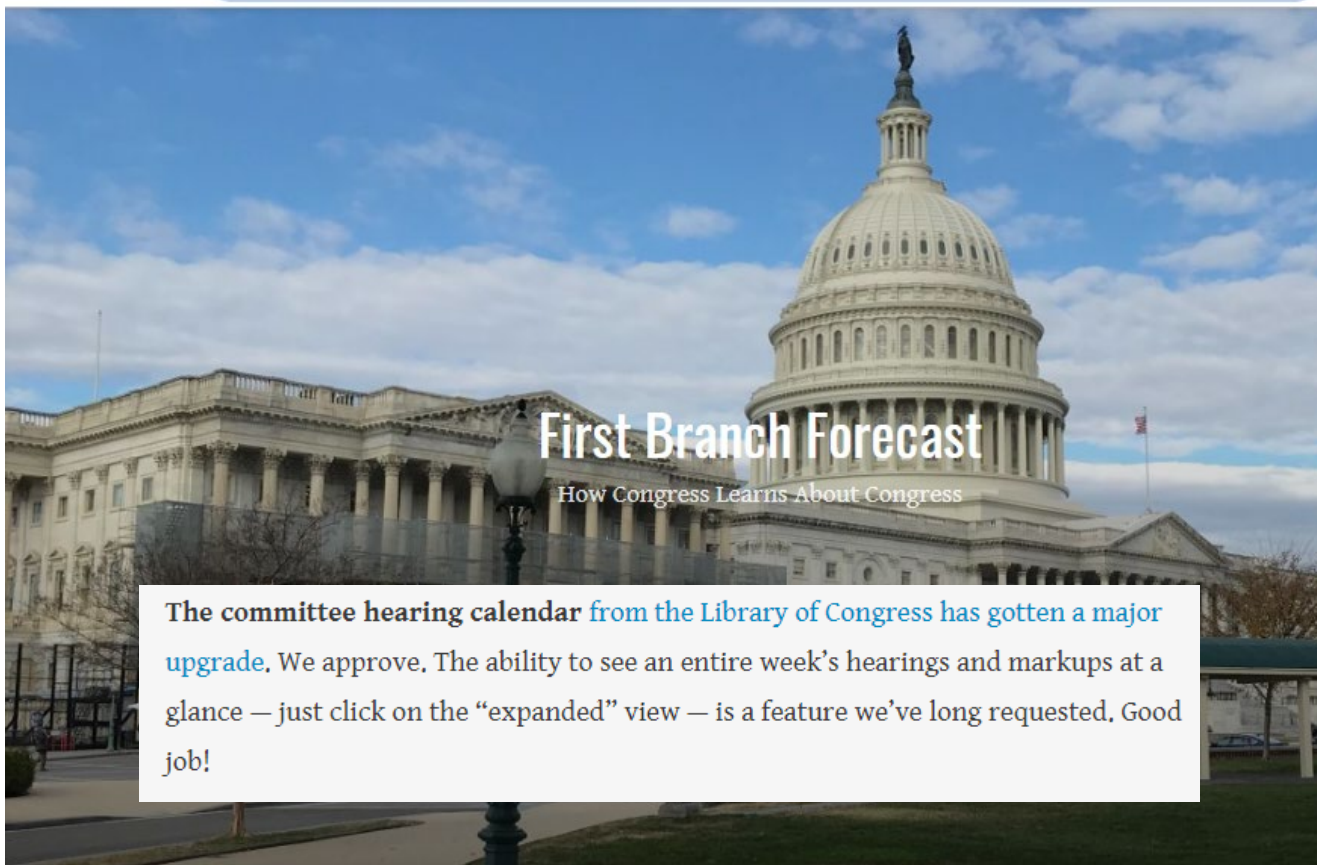 First Branch Forecast
How Congress Learns About Congress
The committee hearing calendar from the Library of Congress has gotten a major
upgrade. We approve. The ability to see an entire week’s hearings and markups at a
glance — just click on the “expanded” view — is a feature we’ve long requested. Good
job!